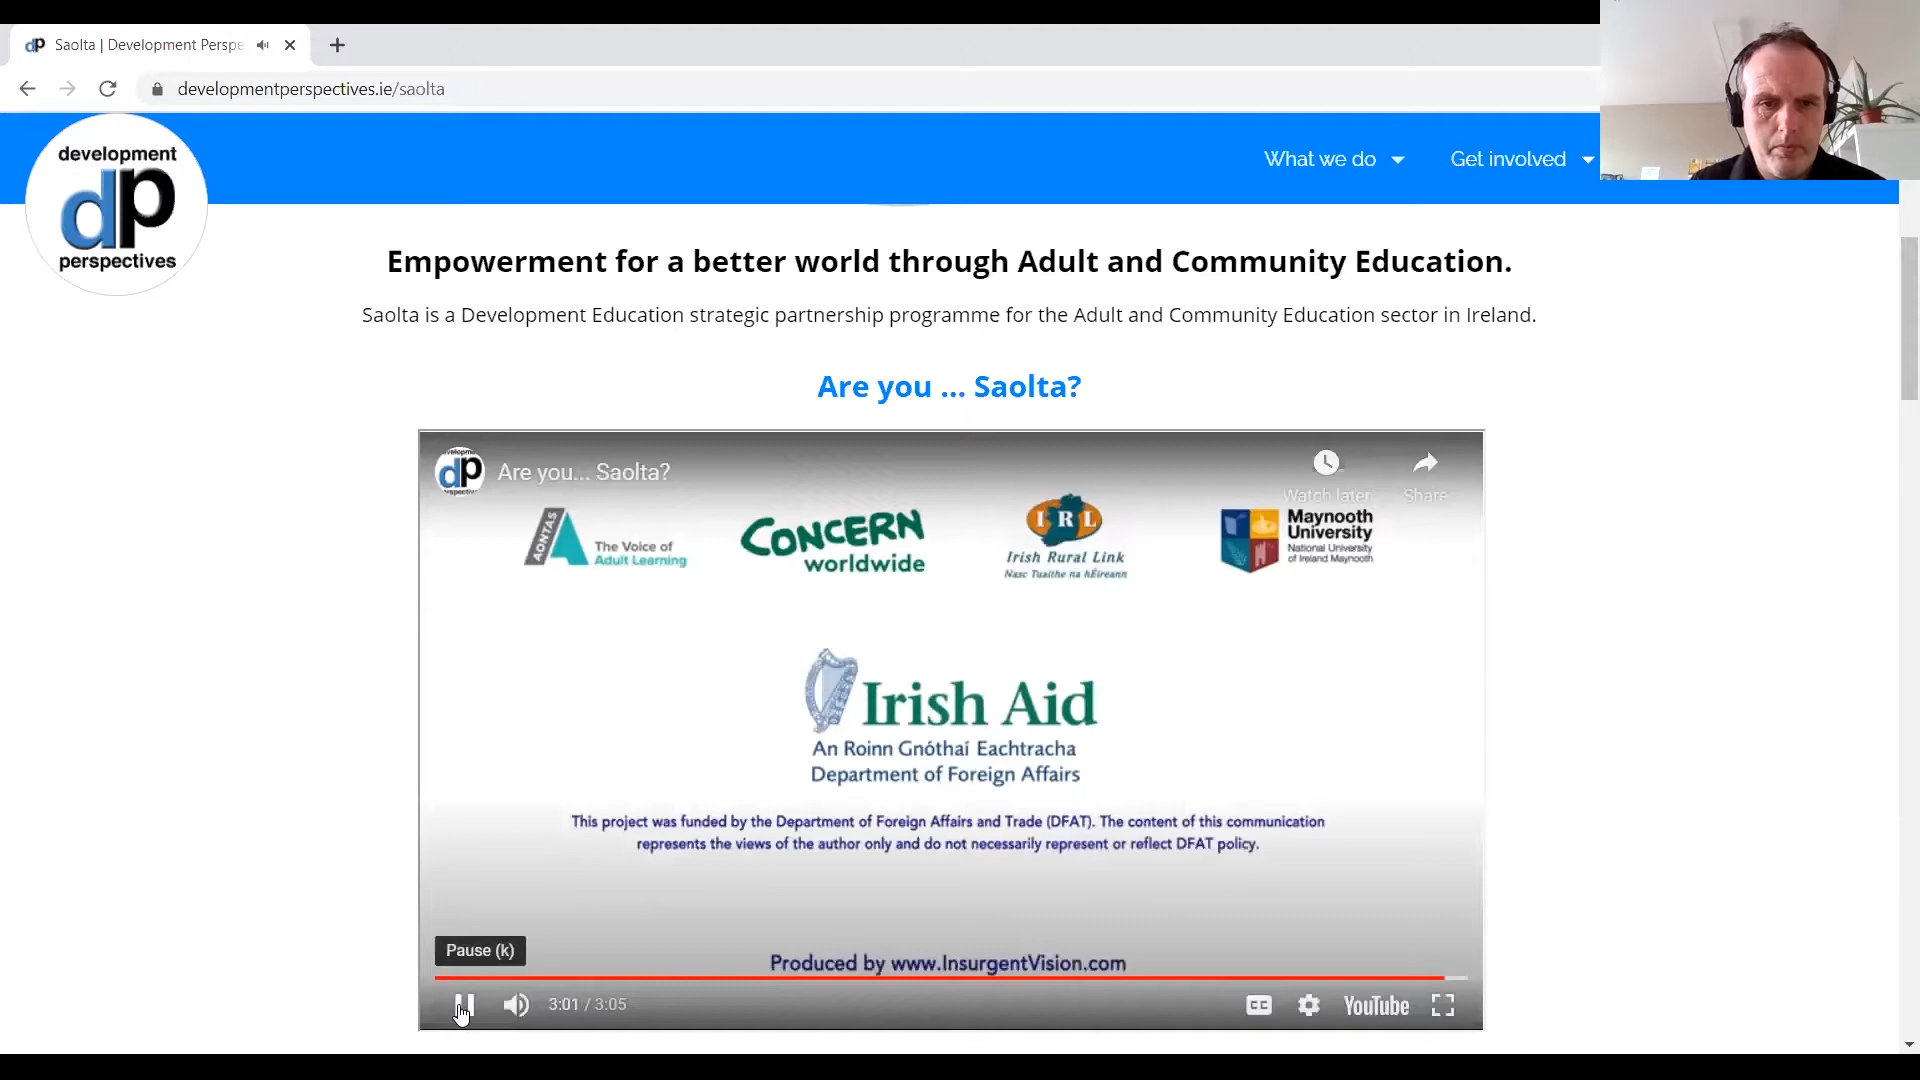 Saolta | Development Perspe
developmentperspectives.ie/saolta
development
dp
perspectives
What we do
Get involved
Empowerment for a better world through Adult and Community Education.
Saolta is a Development Education strategic partnership programme for the Adult and Community Education sector in Ireland.
Are you ... Saolta?
Are you... Saolta?
Watch later
Share
AONTAS
The Voice of
Adult Learning
CONCERN
worldwide
IRL
Irish Rural Link
Nasc Tuaithe na hÉireann
Maynooth
University
National University
of Ireland Maynooth
Irish Aid
An Roinn Gnóthaí Eachtracha
Department of Foreign Affairs
This project was funded by the Department of Foreign Affairs and Trade (DFAT). The content of this communication
represents the views of the author only and do not necessarily represent or reflect DFAT policy.
Pause (k)
Produced by www.InsurgentVision.com
3:01 / 3:05
CC
YouTube